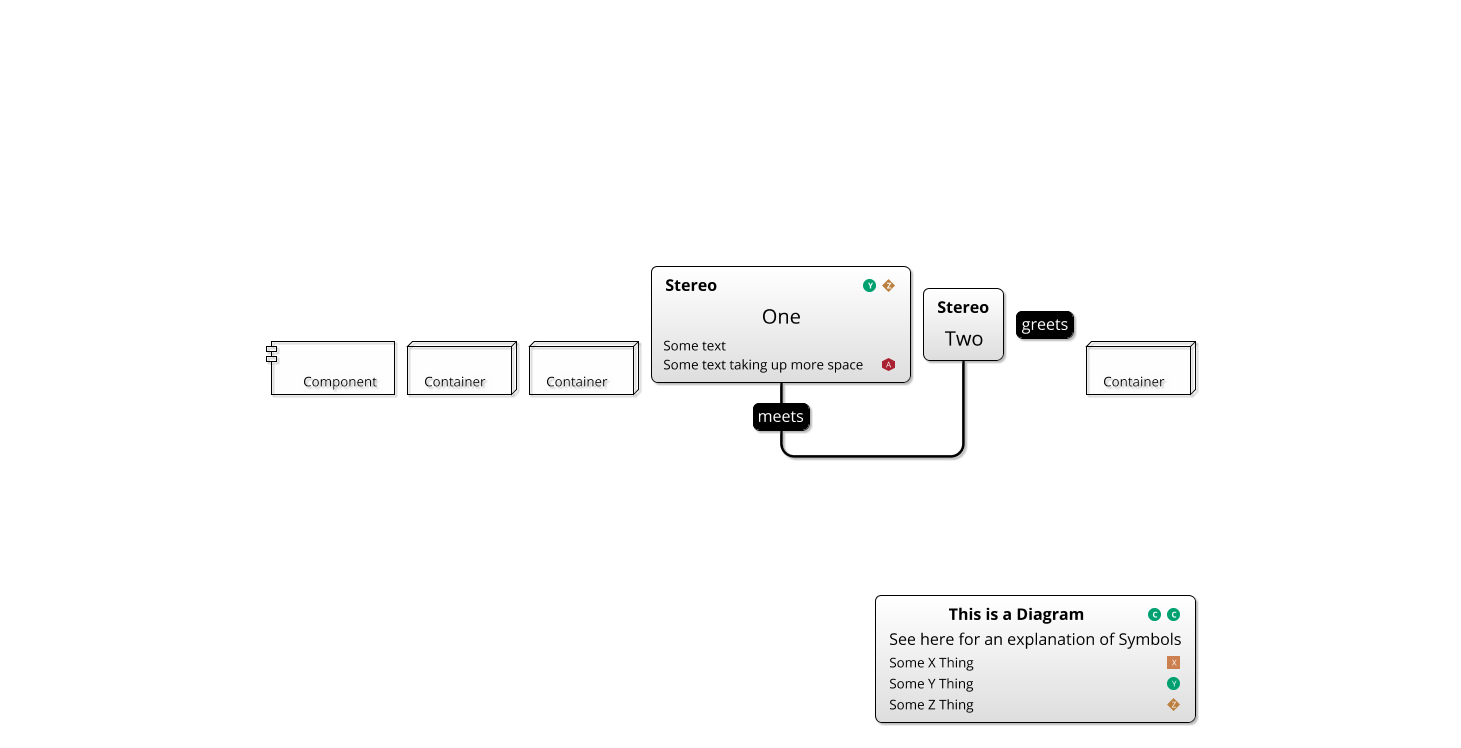 Stereo Y Z
One
Some text
Some text taking up more space A
Stereo
Two
greets
Component
Container
Container
Container
meets
This is a Diagram C C
See here for an explanation of Symbols
Some X Thing X
Some Y Thing Y
Some Z Thing Z